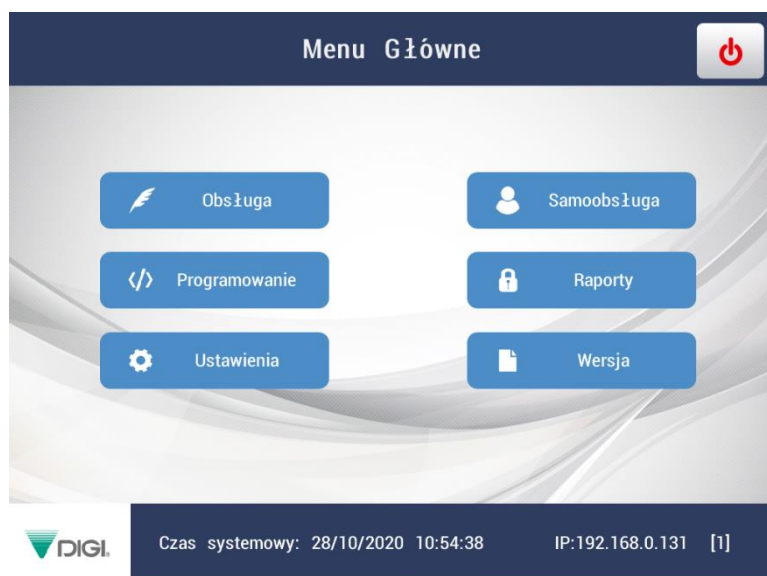 Menu Główne
Obsługa
Samoobsługa
Programowanie
Raporty
Ustawienia
Wersja
DIGI. Czas systemowy: 28/10/2020 10:54:38 IP:192.168.0.131 [1]